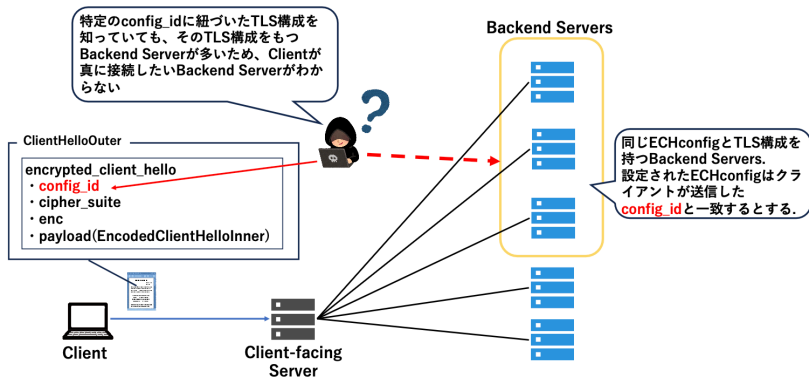 特定のconfig_idに紐づいたTLS構成を
知っていても、そのTLS構成をもつ
Backend Serverが多いため、Clientが
真に接続したいBackend Serverがわか
らない
Backend Servers
ClientHelloOuter
encrypted_client_hello
・config_id
・cipher_suite
・enc
・payload(EncodedClientHelloInner)
同じECHconfigとTLS構成を
持つBackend Servers.
設定されたECHconfigはクラ
イアントが送信した
config_idと一致するとする.
Client
Client-facing
Server